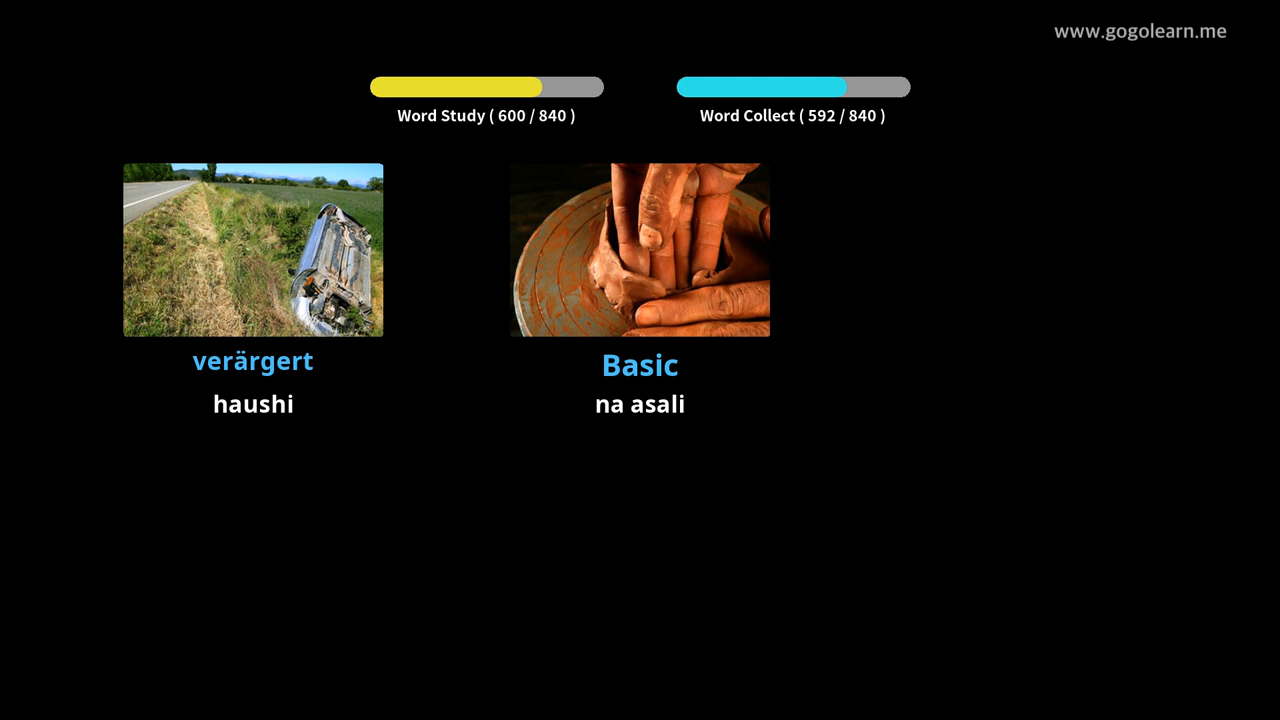 www.gogolearn.me
Word Study ( 600 / 840 )
Word Collect ( 592 / 840 )
verärgert
haushi
Basic
na asali